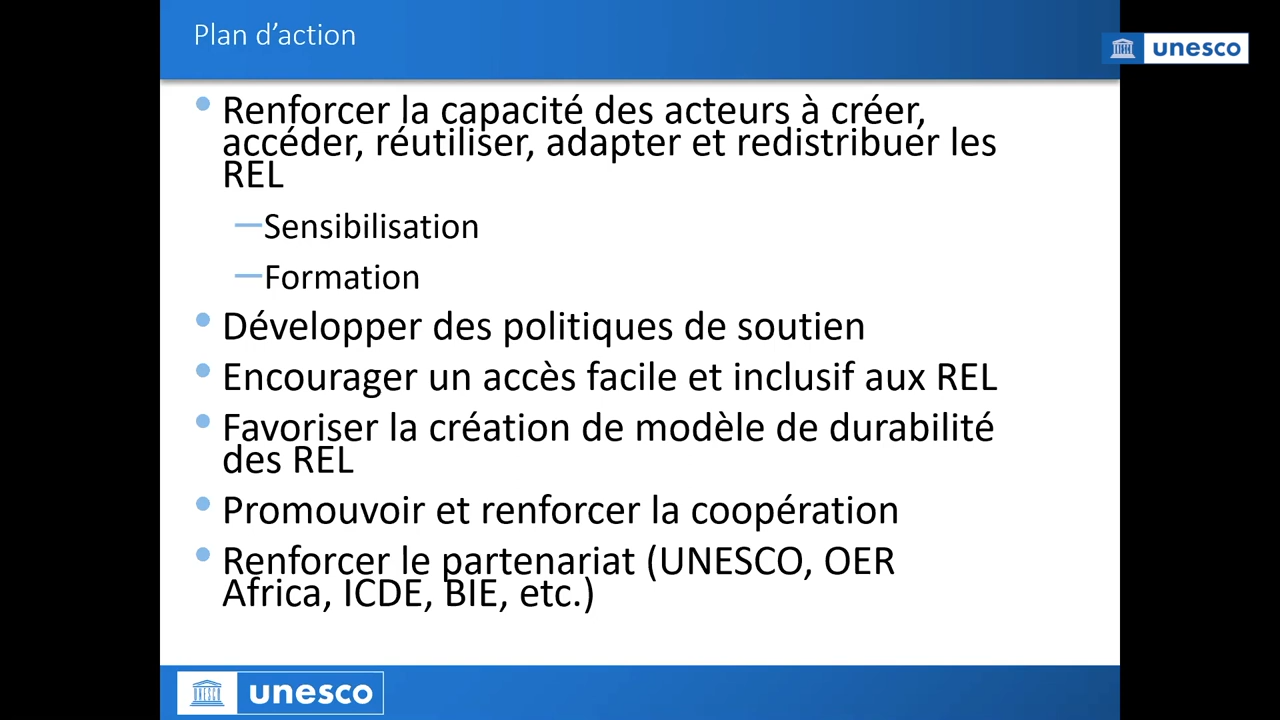 Plan d’action
unesco
• Renforcer la capacité des acteurs à créer,
accéder, réutiliser, adapter et redistribuer les
REL
—Sensibilisation
—Formation
• Développer des politiques de soutien
• Encourager un accès facile et inclusif aux REL
• Favoriser la création de modèle de durabilité
des REL
• Promouvoir et renforcer la coopération
• Renforcer le partenariat (UNESCO, OER
Africa, ICDE, BIE, etc.)
unesco